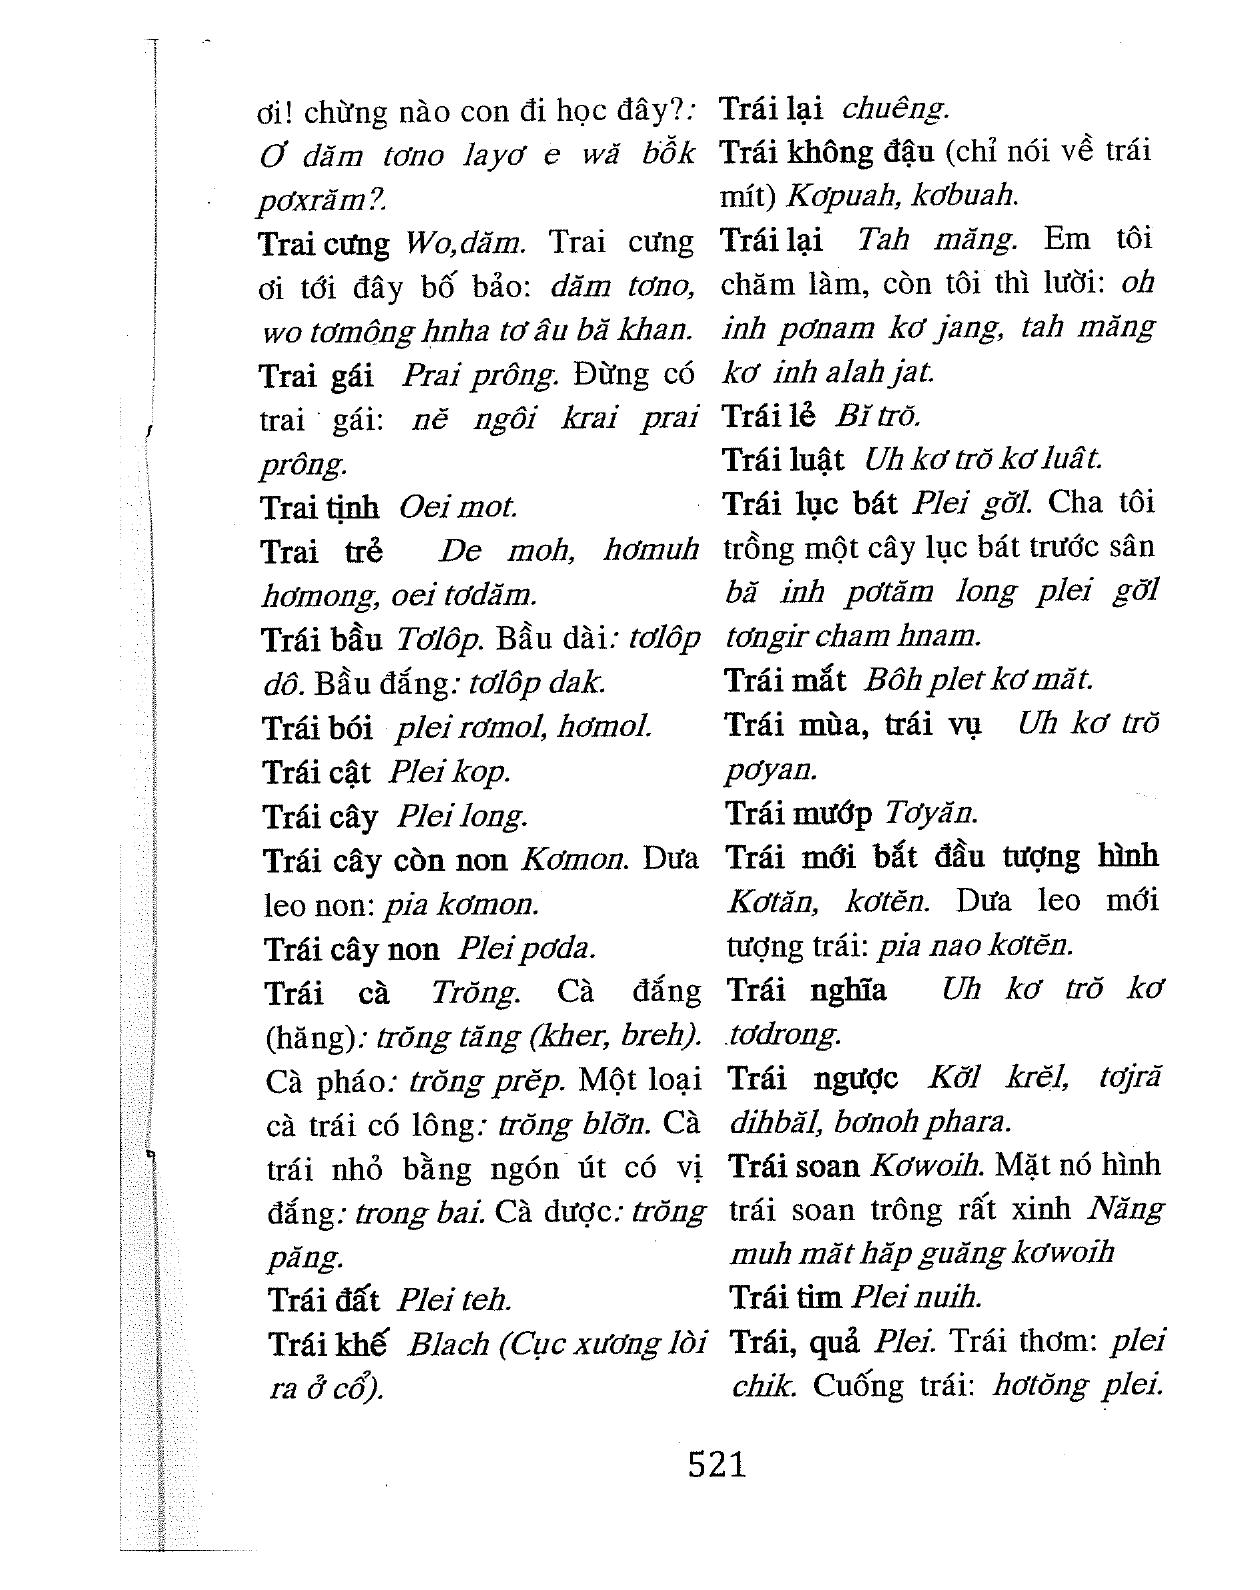 ơi! chừng nào con đi học đây?:
Ơ dăm tơno layơ e wă bŏ̂k
pơxrăm?.
Trai cưng Wo,dăm. Trai cưng
ơi tới đây bố bảo: dăm tơno,
wo tơmông hnha tơ âu bă khan.
Trai gái Prai prông. Đừng có
trai gái: nĕ ngôi krai prai
prông.
Trai tịnh Oei mot.
Trai trẻ De moh, hơmuh
hơmong, oei tơdăm.
Trái bầu Tơlôp. Bầu dài: tơlôp
dô. Bầu đắng: tơlôp dak.
Trái bói plei rơmol, hơmol.
Trái cật Plei kop.
Trái cây Plei long.
Trái cây còn non Kơmon. Dưa
leo non: pia kơmon.
Trái cây non Plei pơda.
Trái cà Trŏng. Cà đắng
(hăng): trŏng tăng (kher, breh).
Cà pháo: trŏng prĕp. Một loại
cà trái có lông: trŏng blơ̆n. Cà
trái nhỏ bằng ngón út có vị
đắng: trong bai. Cà dược: trŏng
păng.
Trái đất Plei teh.
Trái khế Blach (Cục xương lòi
ra ở cổ).
Trái lại chuêng.
Trái không đậu (chỉ nói về trái
mít) Kơpuah, kơbuah.
Trái lại Tah măng. Em tôi
chăm làm, còn tôi thì lười: oh
inh pơnam kơ jang, tah măng
kơ inh alah jat.
Trái lẻ Bĭ trŏ.
Trái luật Uh kơ trŏ kơ luât.
Trái lục bát Plei gơ̆l. Cha tôi
trồng một cây lục bát trước sân
bă inh pơtăm long plei gơ̆l
tơngir cham hnam.
Trái mắt Bôh plet kơ măt.
Trái mùa, trái vụ Uh kơ trŏ
pơyan.
Trái mướp Tơyăn.
Trái mới bắt đầu tượng hình
Kơtăn, kơtĕn. Dưa leo mới
tượng trái: pia nao kơtĕn.
Trái nghĩa Uh kơ trŏ kơ
tơdrong.
Trái ngược Kơ̆l krĕl, tơjră
dihbăl, bơnoh phara.
Trái soan Kơwoih. Mặt nó hình
trái soan trông rất xinh Năng
muh măt hăp guăng kơwoih
Trái tim Plei nuih.
Trái, quả Plei. Trái thơm: plei
chik. Cuống trái: hơtŏng plei.
521